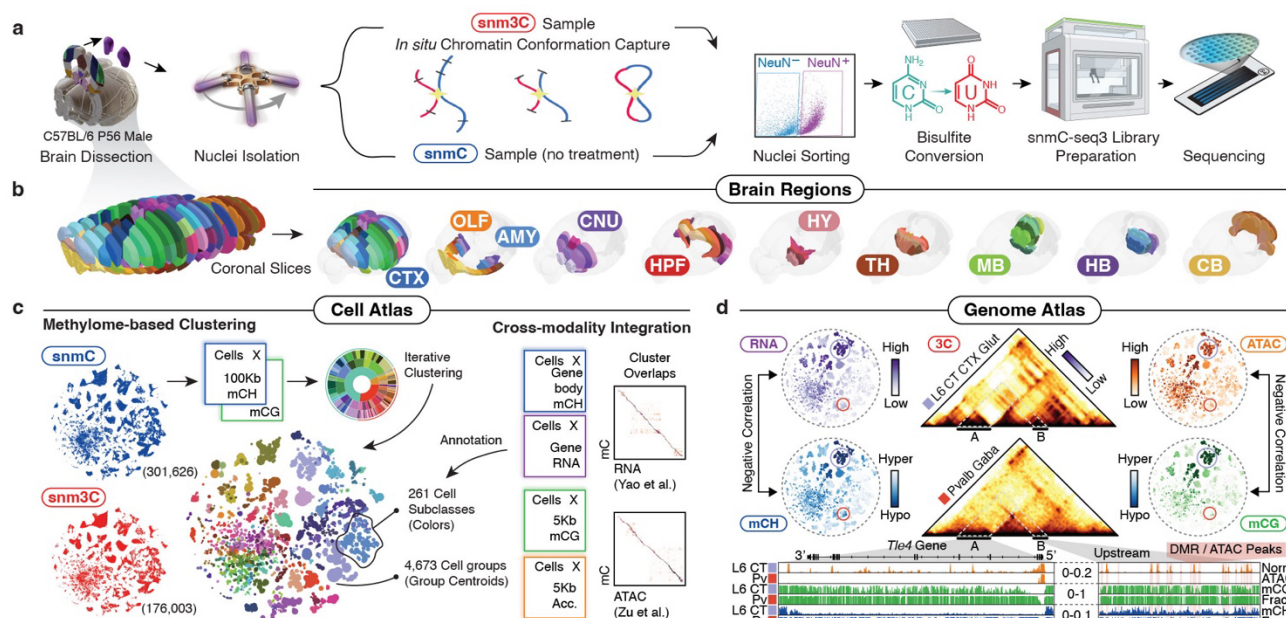 a
snm3C Sample
In situ Chromatin Conformation Capture
snmC Sample (no treatment)
C57BL/6 P56 Male
Brain Dissection
Nuclei Isolation
NeuN−
NeuN+
Nuclei Sorting
NH2
C
N
N
H
O
O
U
NH
N
H
O
Bisulfite
Conversion
snmC-seq3 Library
Preparation
Sequencing
b
Brain Regions
Coronal Slices
CTX
OLF
AMY
CNU
HPF
HY
TH
MB
HB
CB
c
Cell Atlas
Methylome-based Clustering
snmC
(301,626)
snm3C
(176,003)
Cells X
100Kb
mCH
mCG
Iterative
Clustering
Annotation
261 Cell
Subclasses
(Colors)
4,673 Cell groups
(Group Centroids)
Cross-modality Integration
Cells X
Gene
body
mCH
Cells X
Gene
RNA
Cells X
5Kb
mCG
Cells X
5Kb
Acc.
Cluster
Overlaps
mC
RNA
(Yao et al.)
mC
ATAC
(Zu et al.)
d
Genome Atlas
RNA
High
Low
Negative Correlation
mCH
Hyper
Hypo
3C
L6 CT CTX Glut
High
Low
A
B
Pvalb Gaba
A
B
ATAC
High
Low
Negative Correlation
mCG
Hyper
Hypo
Tle4 Gene
3'
5'
Upstream
DMR / ATAC Peaks
L6 CT
Pv
0-0.2
L6 CT
Pv
0-1
L6 CT
0-0.1